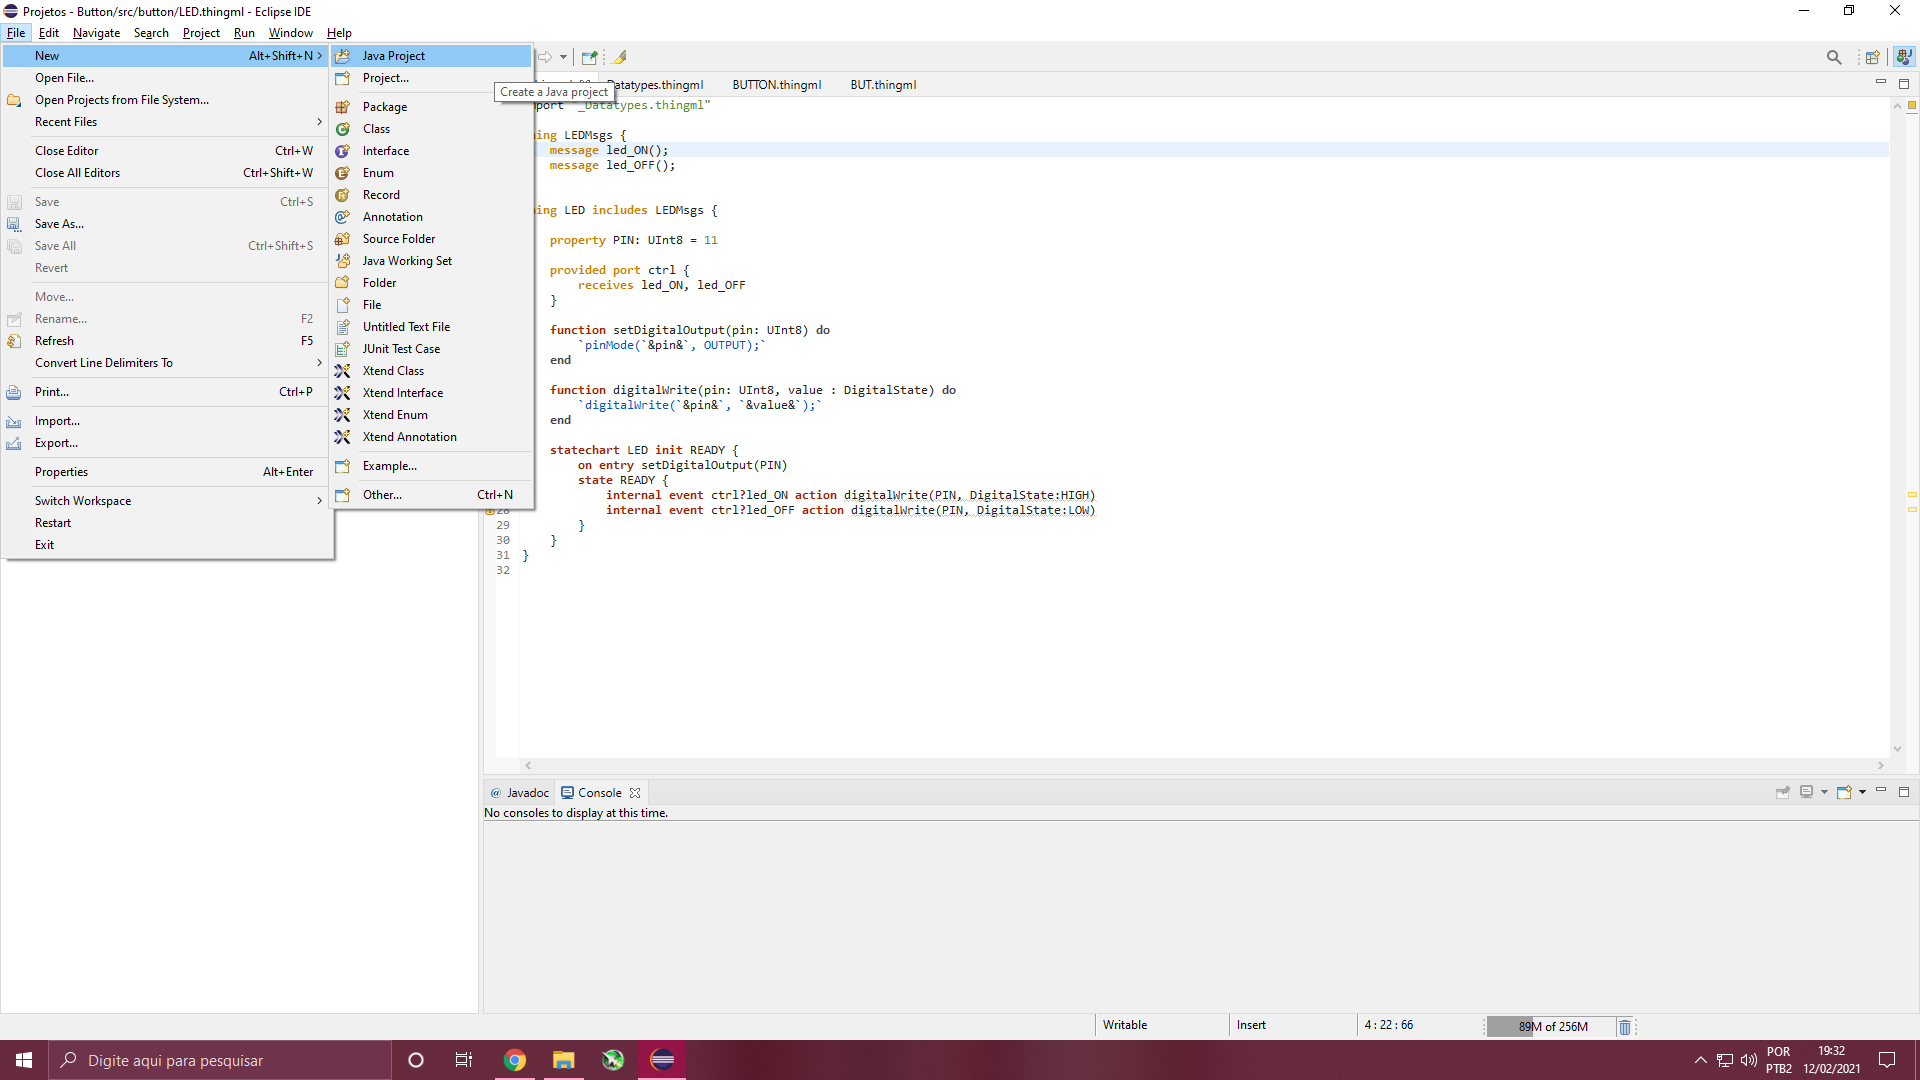 Projetos - Button/src/button/LED.thingml - Eclipse IDE
File Edit Navigate Search Project Run Window Help
New Alt+Shift+N
Open File...
Open Projects from File System...
Recent Files
Close Editor Ctrl+W
Close All Editors Ctrl+Shift+W
Save Ctrl+S
Save As...
Save All Ctrl+Shift+S
Revert
Move...
Rename... F2
Refresh F5
Convert Line Delimiters To
Print... Ctrl+P
Import...
Export...
Properties Alt+Enter
Switch Workspace
Restart
Exit
Java Project
Project...
Package
Class
Interface
Enum
Record
Annotation
Source Folder
Java Working Set
Folder
File
Untitled Text File
JUnit Test Case
Xtend Class
Xtend Interface
Xtend Enum
Xtend Annotation
Example...
Other... Ctrl+N
Create a Java project
atatypes.thingml BUTTON.thingml BUT.thingml
port "_Datatypes.thingml"
ing LEDMsgs {
message led_ON();
message led_OFF();
ing LED includes LEDMsgs {
property PIN: UInt8 = 11
provided port ctrl {
receives led_ON, led_OFF
}
function setDigitalOutput(pin: UInt8) do
`pinMode(`&pin&`, OUTPUT);`
end
function digitalWrite(pin: UInt8, value : DigitalState) do
`digitalWrite(`&pin&`, `&value&`);`
end
statechart LED init READY {
on entry setDigitalOutput(PIN)
state READY {
internal event ctrl?led_ON action digitalWrite(PIN, DigitalState:HIGH)
28 internal event ctrl?led_OFF action digitalWrite(PIN, DigitalState:LOW)
29 }
30 }
31 }
32
Javadoc Console
No consoles to display at this time.
Writable Insert 4 : 22 : 66 89M of 256M
Digite aqui para pesquisar
POR
PTB2
19:32
12/02/2021